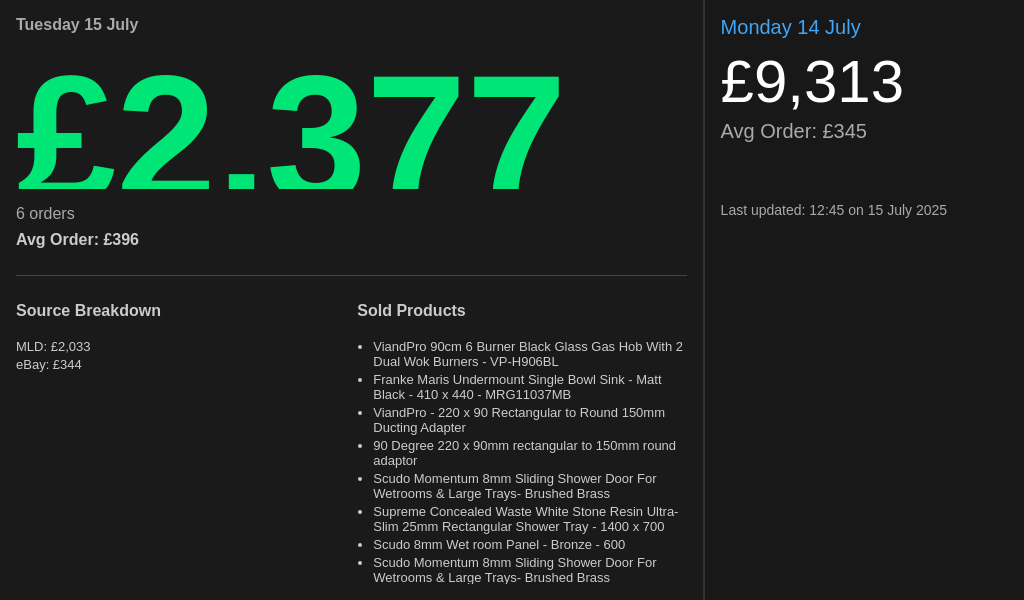 Tuesday 15 July
£2,377
6 orders
Avg Order: £396
Source Breakdown
MLD: £2,033
eBay: £344
Sold Products
ViandPro 90cm 6 Burner Black Glass Gas Hob With 2
Dual Wok Burners - VP-H906BL
Franke Maris Undermount Single Bowl Sink - Matt
Black - 410 x 440 - MRG11037MB
ViandPro - 220 x 90 Rectangular to Round 150mm
Ducting Adapter
90 Degree 220 x 90mm rectangular to 150mm round
adaptor
Scudo Momentum 8mm Sliding Shower Door For
Wetrooms & Large Trays- Brushed Brass
Supreme Concealed Waste White Stone Resin Ultra-
Slim 25mm Rectangular Shower Tray - 1400 x 700
Scudo 8mm Wet room Panel - Bronze - 600
Scudo Momentum 8mm Sliding Shower Door For
Wetrooms & Large Trays- Brushed Brass
Monday 14 July
£9,313
Avg Order: £345
Last updated: 12:45 on 15 July 2025